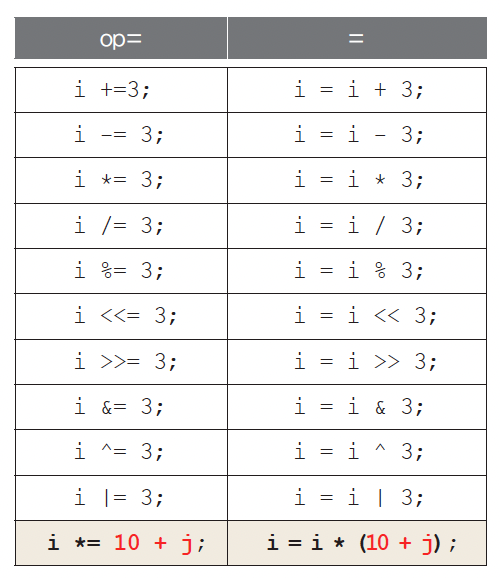 op= =
i +=3; i = i + 3;
i -= 3; i = i - 3;
i *= 3; i = i * 3;
i /= 3; i = i / 3;
i %= 3; i = i % 3;
i <<= 3; i = i << 3;
i >>= 3; i = i >> 3;
i &= 3; i = i & 3;
i ^= 3; i = i ^ 3;
i |= 3; i = i | 3;
i *= 10 + j; i = i * (10 + j);